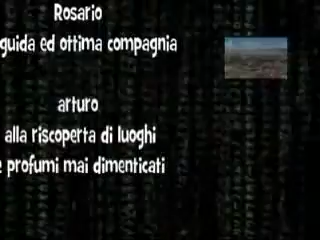 Rosario
guida ed ottima compagnia
arturo
alla riscoperta di luoghi
e profumi mai dimenticati